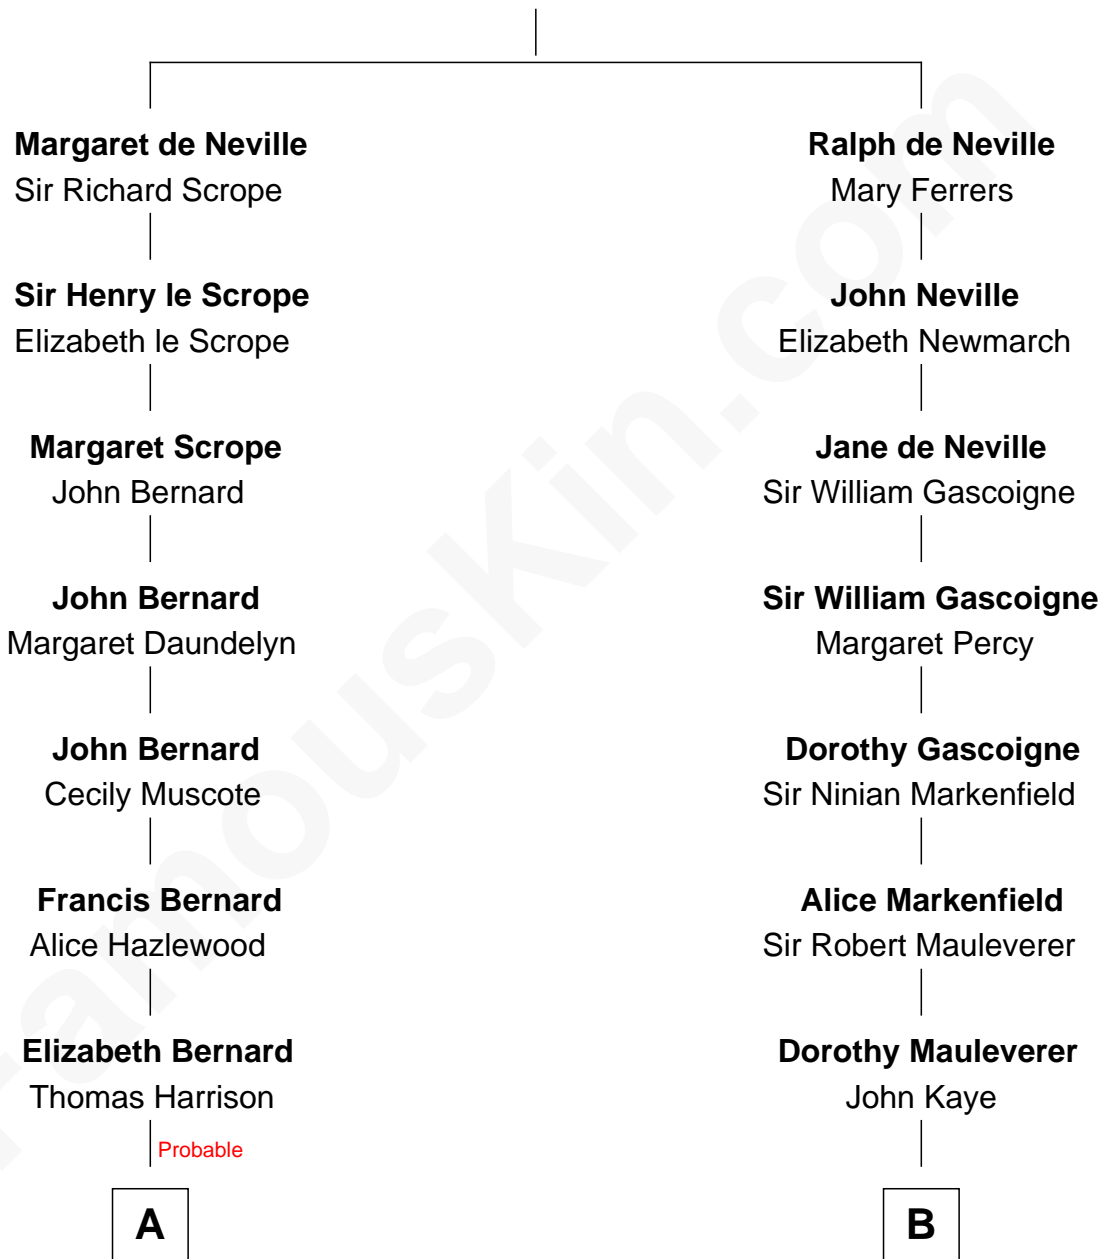 Margaret de Neville
Sir Richard Scrope
Ralph de Neville
Mary Ferrers
Sir Henry le Scrope
Elizabeth le Scrope
John Neville
Elizabeth Newmarch
Margaret Scrope
John Bernard
Jane de Neville
Sir William Gascoigne
John Bernard
Margaret Daundelyn
Sir William Gascoigne
Margaret Percy
John Bernard
Cecily Muscote
Dorothy Gascoigne
Sir Ninian Markenfield
Francis Bernard
Alice Hazlewood
Alice Markenfield
Sir Robert Mauleverer
Elizabeth Bernard
Thomas Harrison
Dorothy Mauleverer
John Kaye
Probable
A
B
FamousKin.com